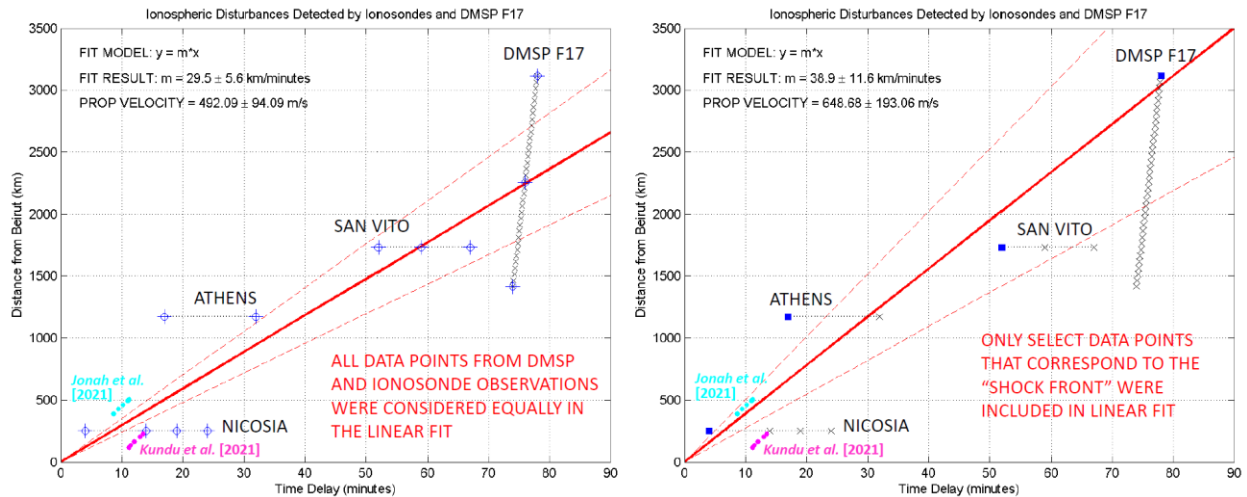 Ionospheric Disturbances Detected by Ionosondes and DMSP F17
3500
3000
2500
2000
1500
1000
500
0
Distance from Beirut (km)
FIT MODEL: y = m*x
FIT RESULT: m = 29.5 ± 5.6 km/minutes
PROP VELOCITY = 492.09 ± 94.09 m/s
DMSP F17
SAN VITO
ATHENS
Jonah et al.
[2021]
NICOSIA
Kundu et al. [2021]
ALL DATA POINTS FROM DMSP
AND IONOSONDE OBSERVATIONS
WERE CONSIDERED EQUALLY IN
THE LINEAR FIT
0 10 20 30 40 50 60 70 80 90
Time Delay (minutes)
Ionospheric Disturbances Detected by Ionosondes and DMSP F17
3500
3000
2500
2000
1500
1000
500
0
Distance from Beirut (km)
FIT MODEL: y = m*x
FIT RESULT: m = 38.9 ± 11.6 km/minutes
PROP VELOCITY = 648.68 ± 193.06 m/s
DMSP F17
SAN VITO
ATHENS
Jonah et al.
[2021]
NICOSIA
Kundu et al. [2021]
ONLY SELECT DATA POINTS
THAT CORRESPOND TO THE
“SHOCK FRONT” WERE
INCLUDED IN LINEAR FIT
0 10 20 30 40 50 60 70 80 90
Time Delay (minutes)